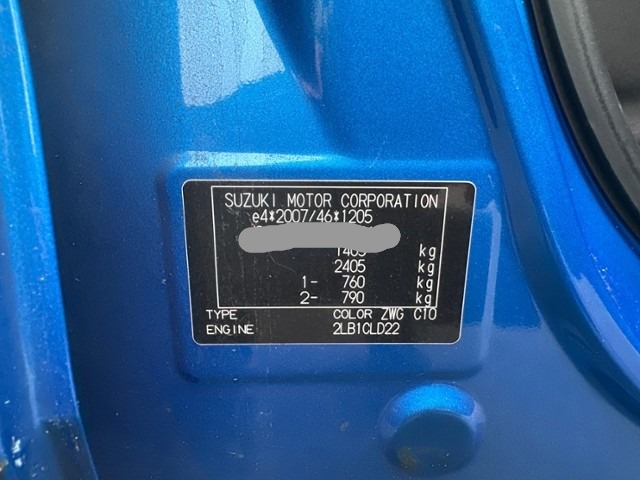 SUZUKI MOTOR CORPORATION
e4*2007/46*1205
kg
2405 kg
1- 760 kg
2- 790 kg
TYPE COLOR ZWG C10
ENGINE 2LB1CLD22